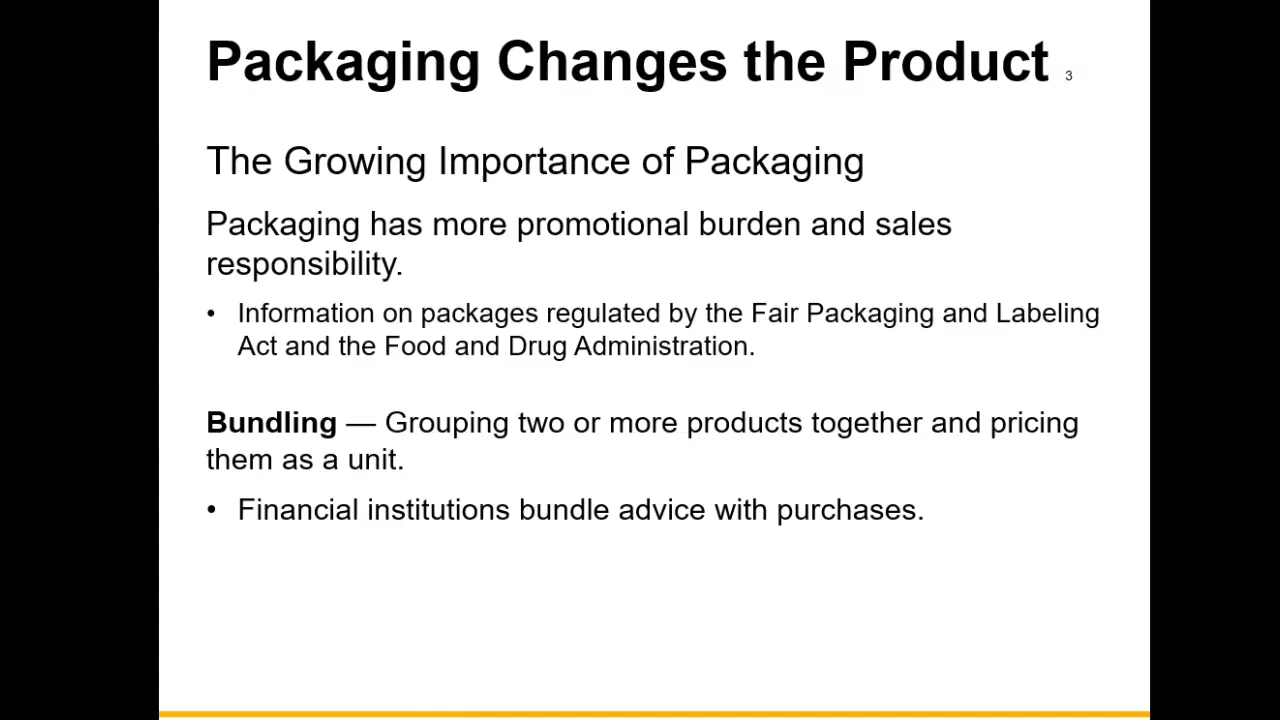 Packaging Changes the Product 3
The Growing Importance of Packaging
Packaging has more promotional burden and sales
responsibility.
• Information on packages regulated by the Fair Packaging and Labeling
Act and the Food and Drug Administration.
Bundling — Grouping two or more products together and pricing
them as a unit.
• Financial institutions bundle advice with purchases.